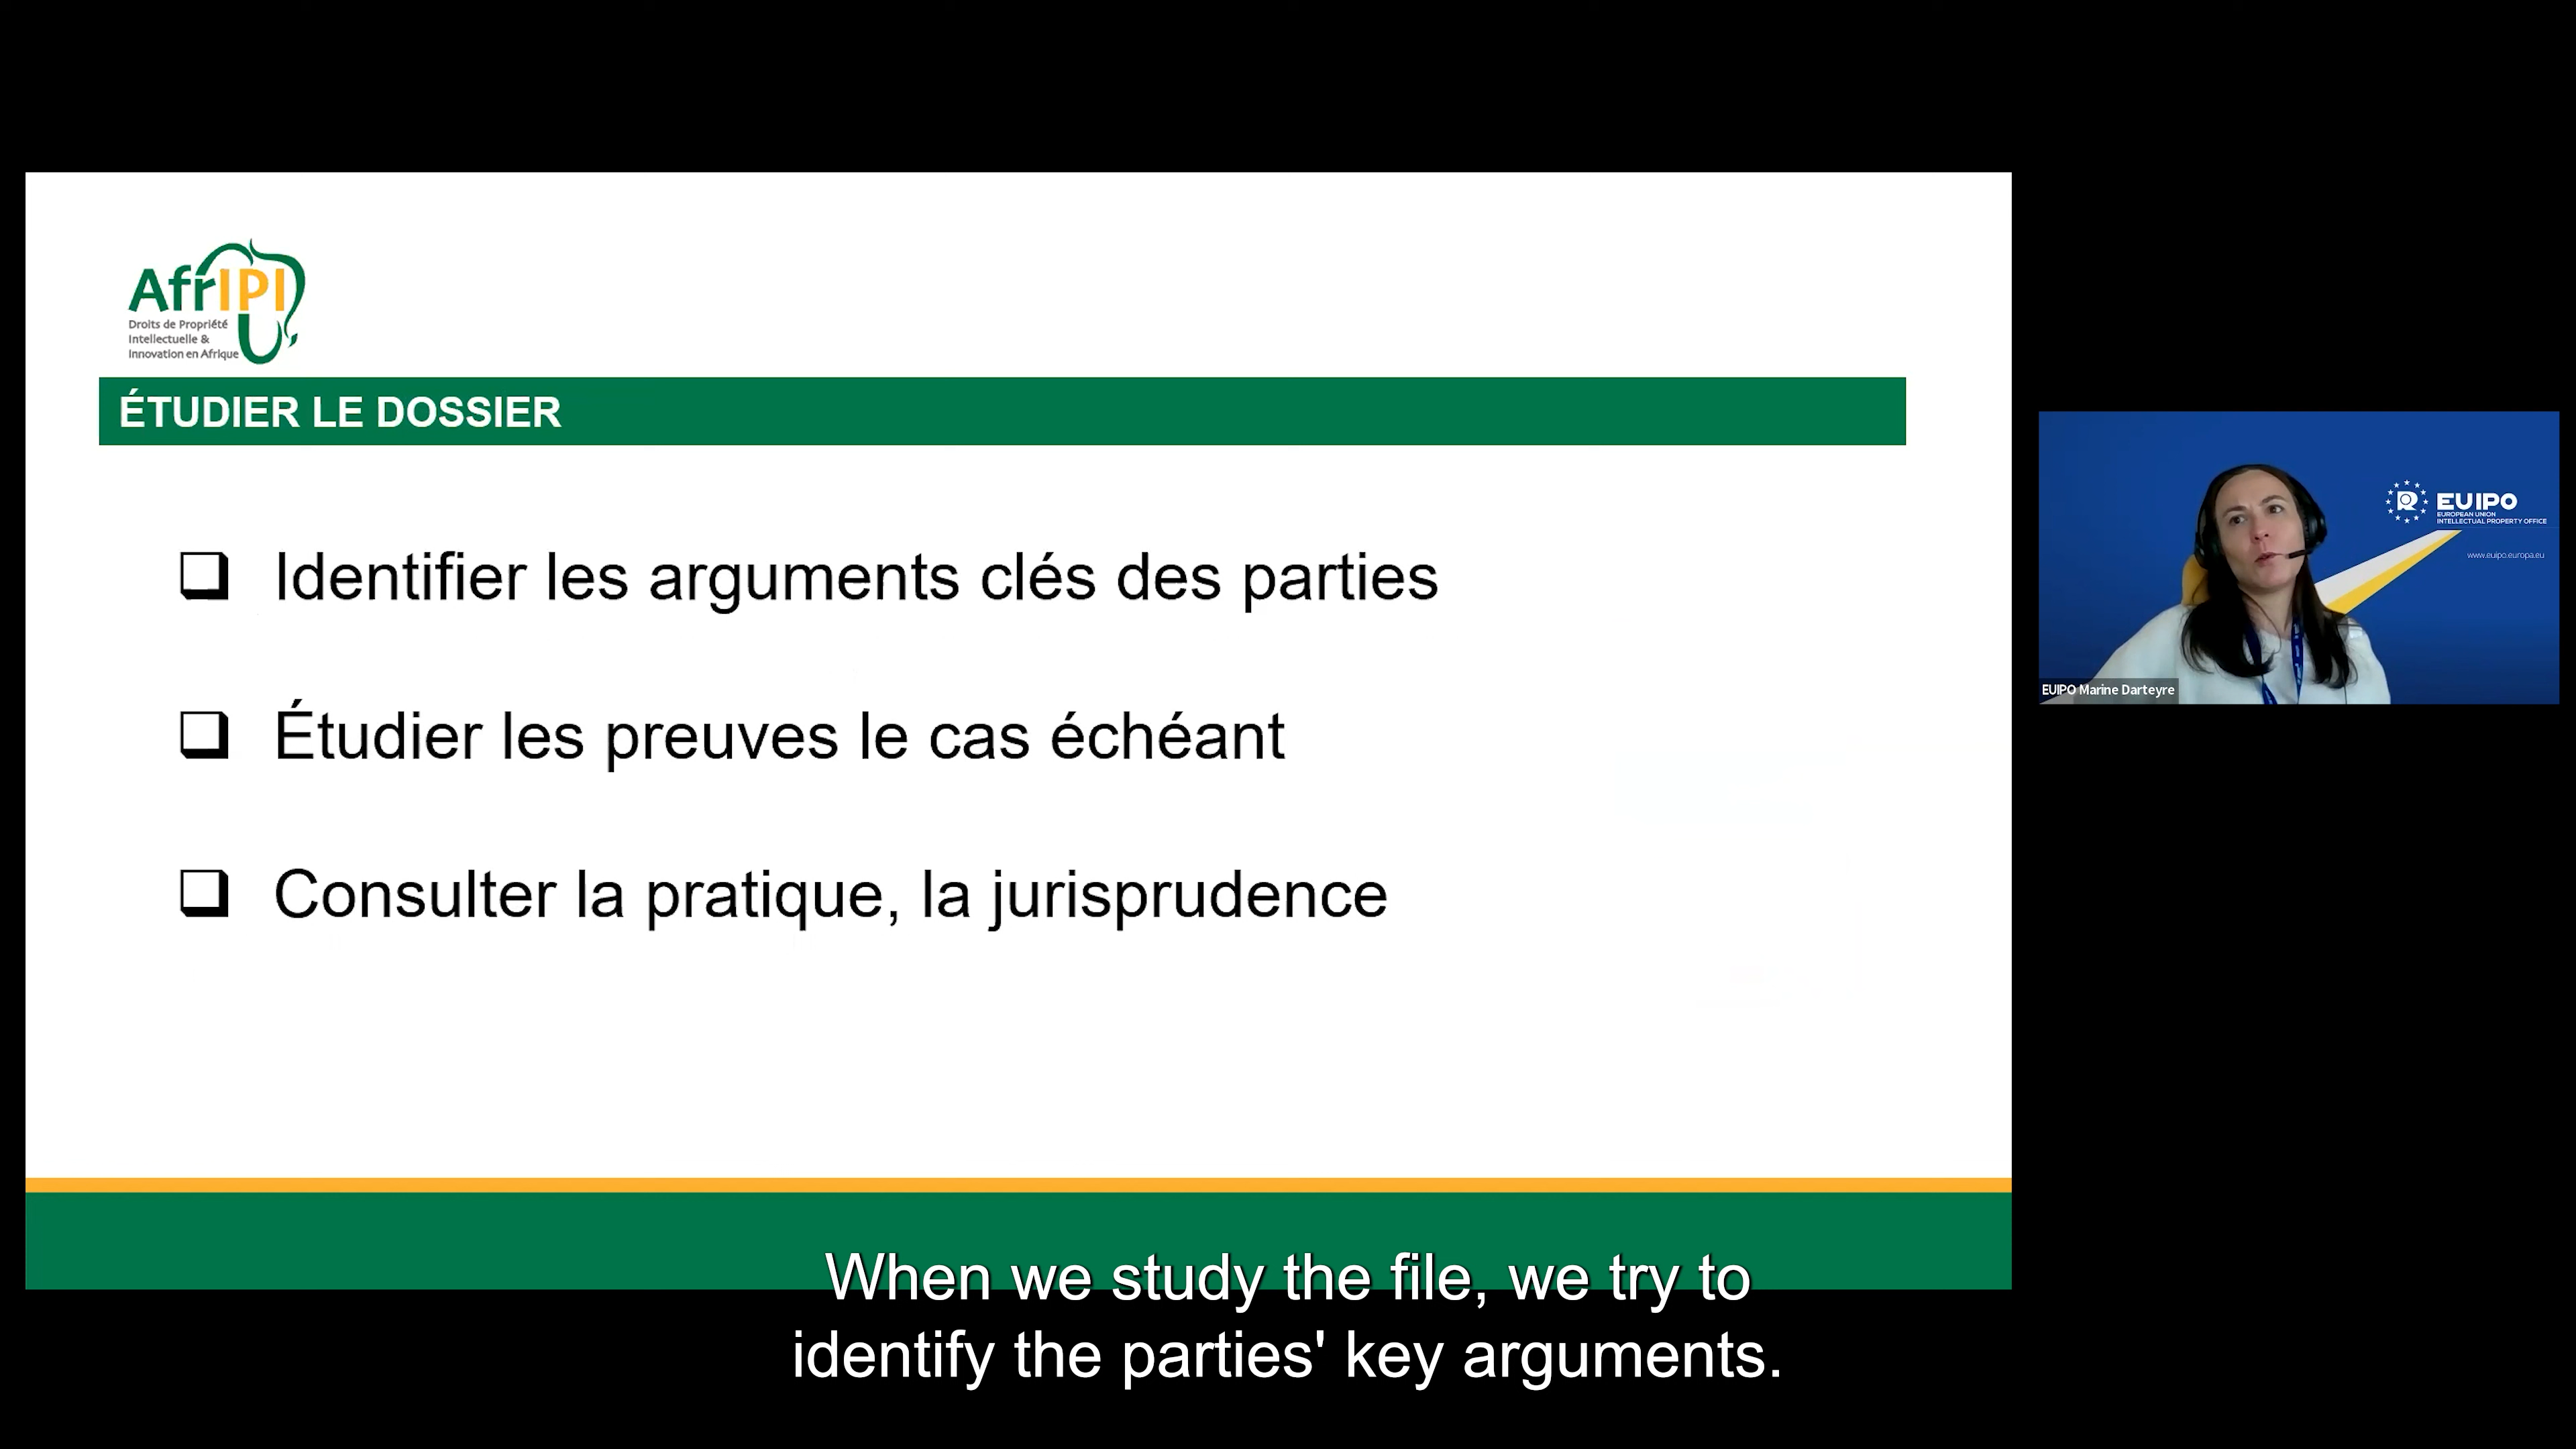 AfrIPI
Droits de Propriété
Intellectuelle &
Innovation en Afrique
ÉTUDIER LE DOSSIER
Identifier les arguments clés des parties
Étudier les preuves le cas échéant
Consulter la pratique, la jurisprudence
R
EUIPO
EUROPEAN UNION
INTELLECTUAL PROPERTY OFFICE
www.euipo.europa.eu
EUIPO Marine Darteyre
When we study the file, we try to
identify the parties' key arguments.